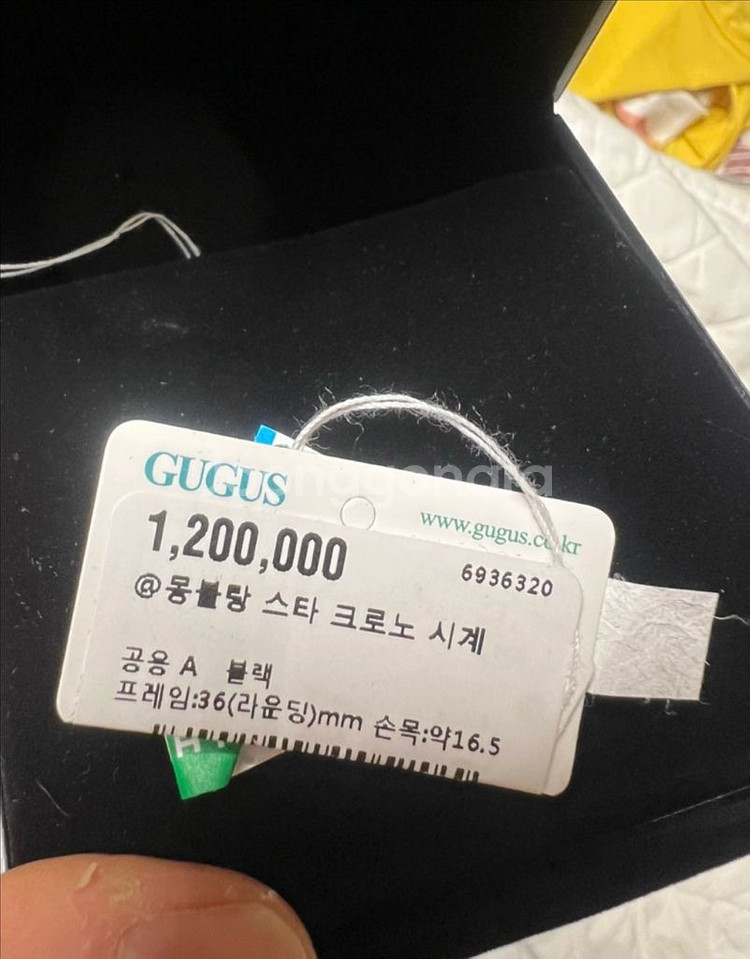 GUGUS
www.gugus.co.kr
1,200,000
6936320
@몽블랑 스타 크로노 시계
공용 A 블랙
프레임:36(라운딩)mm 손목:약16.5